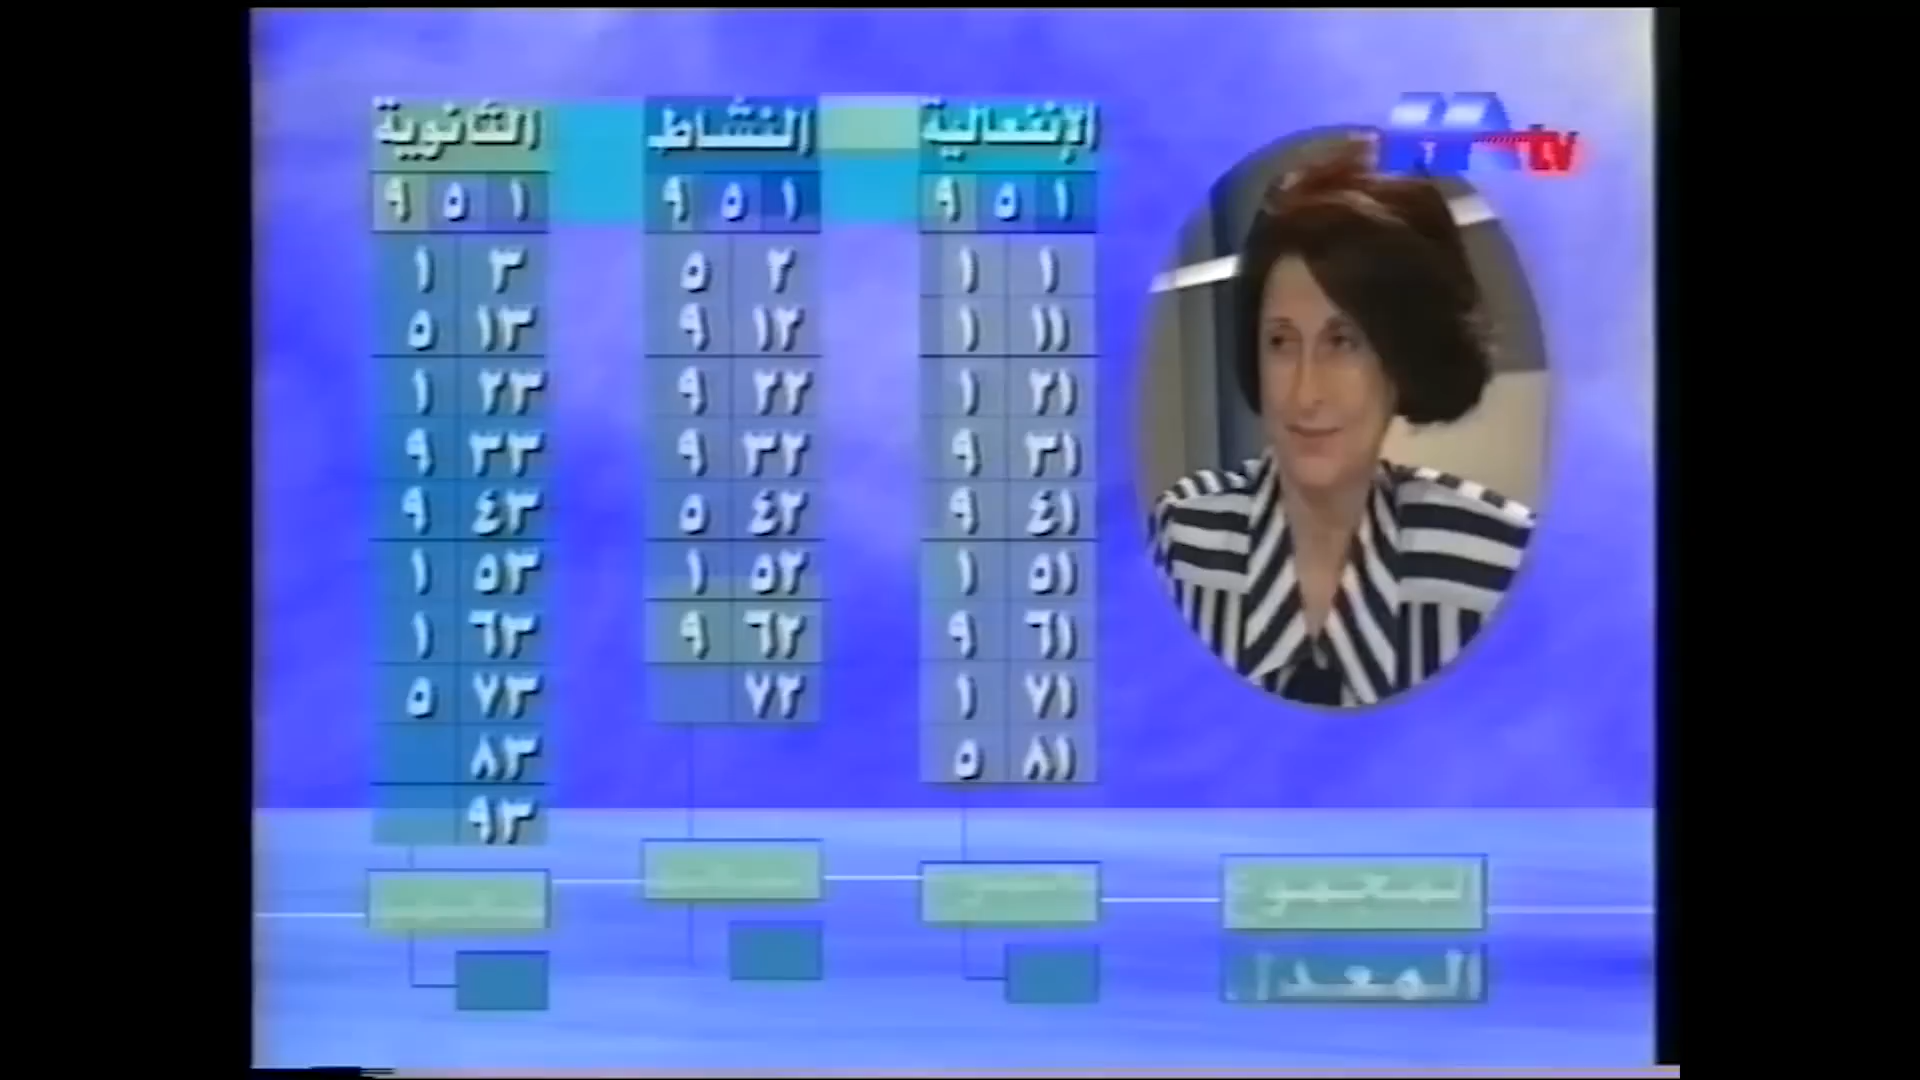 الإنفعالية النشاط الثانوية
١ ٥ ٩ ١ ٥ ٩ ١ ٥ ٩
tv
١ ١ ٢ ٥ ٣ ١
١١ ١ ١٢ ٩ ١٣ ٥
٢١ ١ ٢٢ ٩ ٢٣ ١
٣١ ٩ ٣٢ ٩ ٣٣ ٩
٤١ ٩ ٤٢ ٥ ٤٣ ٩
٥١ ١ ٥٢ ١ ٥٣ ١
٦١ ٩ ٦٢ ٩ ٦٣ ١
٧١ ١ ٧٢ ٧٣ ٥
٨١ ٥ ٨٣
٩٣
المجموع
المعدل